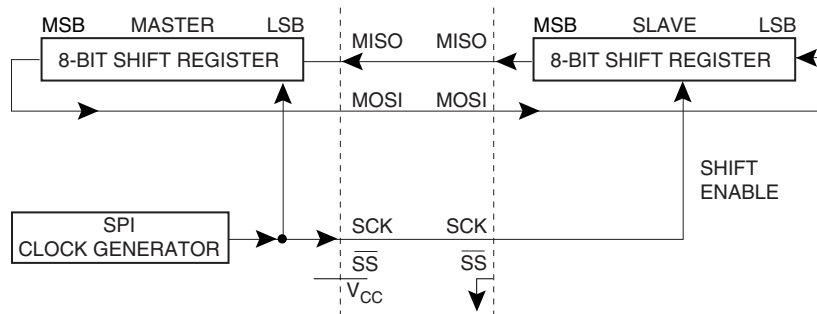 MSB MASTER LSB
8-BIT SHIFT REGISTER
MISO MISO
MSB SLAVE LSB
8-BIT SHIFT REGISTER
MOSI MOSI
SHIFT
ENABLE
SPI
CLOCK GENERATOR
SCK SCK
SS SS
VCC